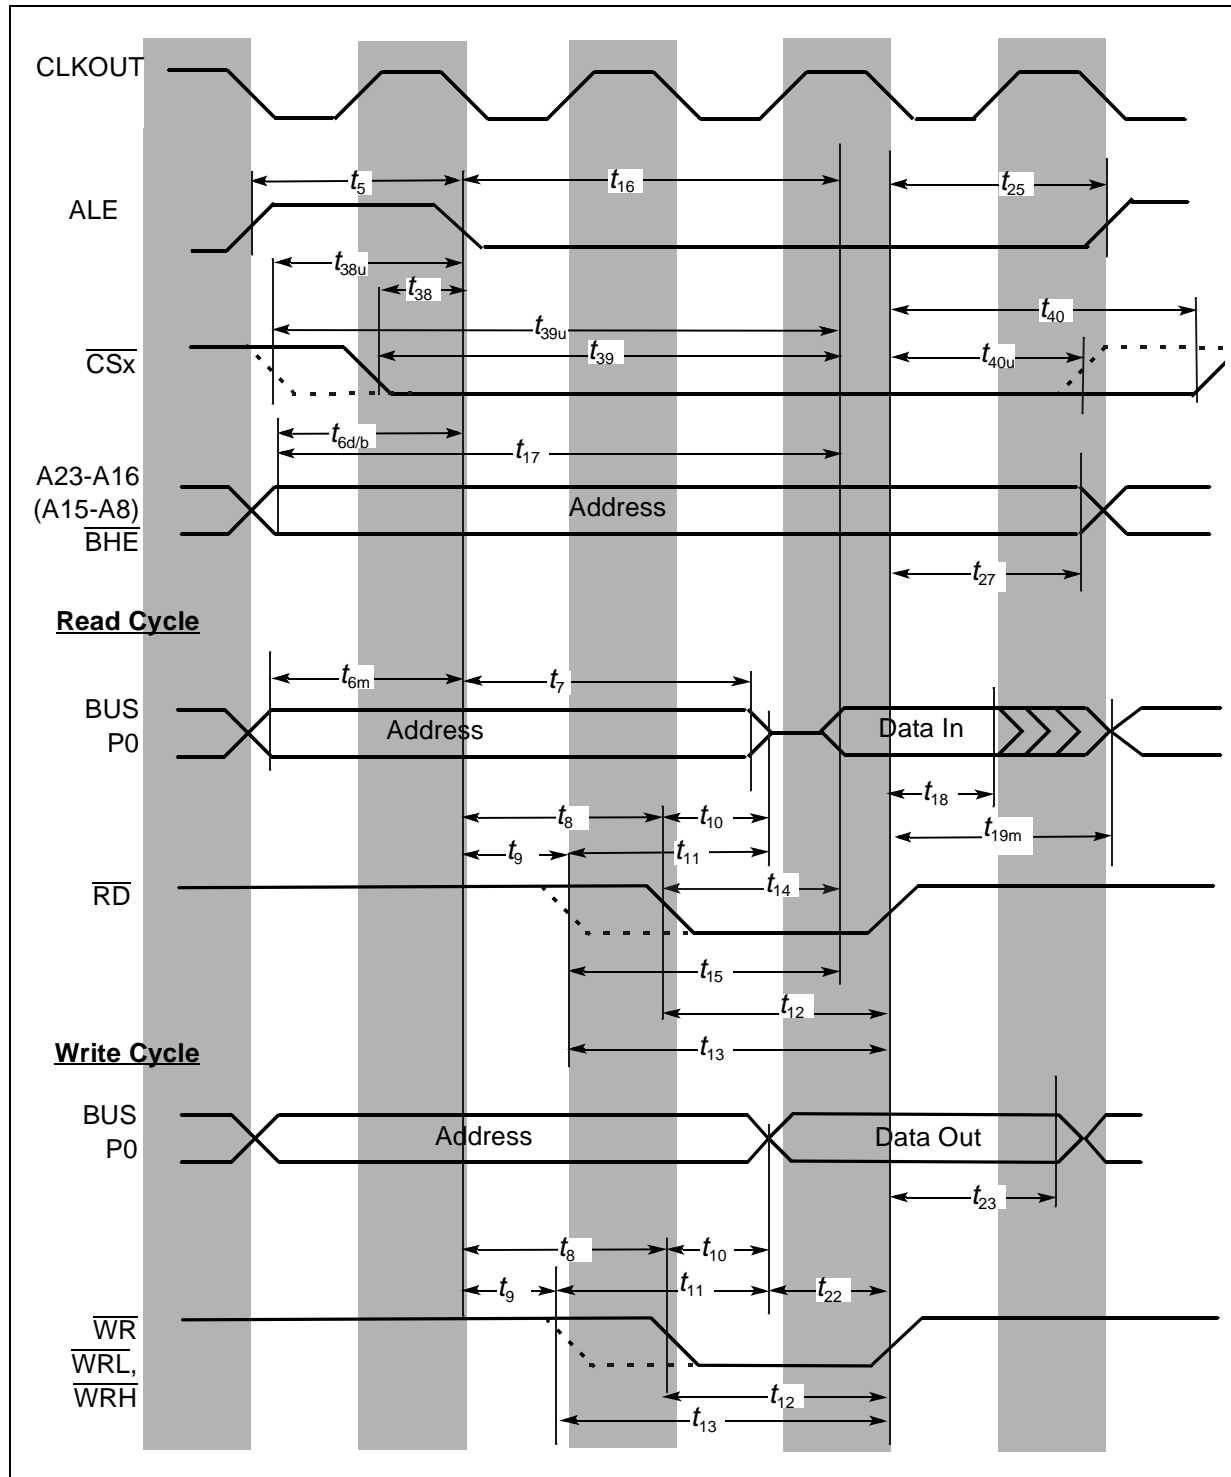 CLKOUT
t5
t16
t25
ALE
t38u
t38
t40
t39u
CSx
t39
t40u
t6d/b
t17
A23-A16
(A15-A8)
BHE
Address
t27
Read Cycle
t6m
t7
BUS
P0
Address
Data In
t18
t8
t10
t19m
t9
t11
RD
t14
t15
t12
Write Cycle
t13
BUS
P0
Address
Data Out
t23
t8
t10
t9
t11
t22
WR
WRL,
WRH
t12
t13